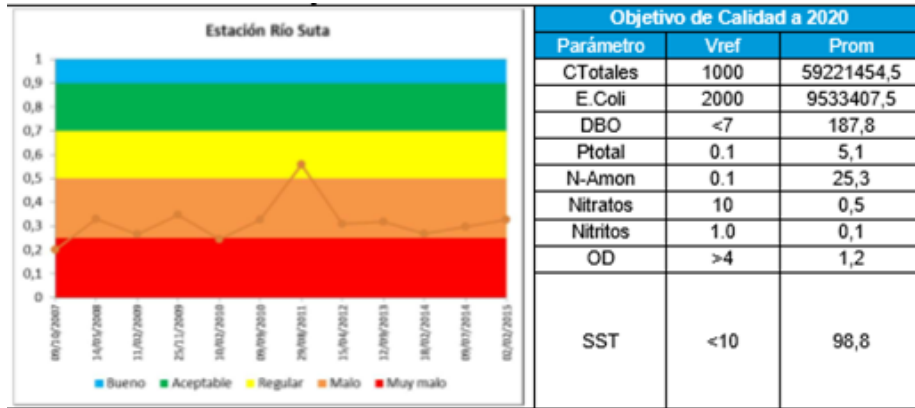 Estación Río Suta
1
0,9
0,8
0,7
0,6
0,5
0,4
0,3
0,2
0,1
0
09/10/2007
14/05/2008
11/02/2009
25/11/2009
10/02/2010
09/09/2010
29/08/2011
15/04/2012
12/09/2013
18/02/2014
09/07/2014
02/02/2015
Bueno Aceptable Regular Malo Muy malo
Objetivo de Calidad a 2020
Parámetro Vref Prom
CTotales 1000 59221454,5
E.Coli 2000 9533407,5
DBO <7 187,8
Ptotal 0.1 5,1
N-Amon 0.1 25,3
Nitratos 10 0,5
Nitritos 1.0 0,1
OD >4 1,2
SST <10 98,8